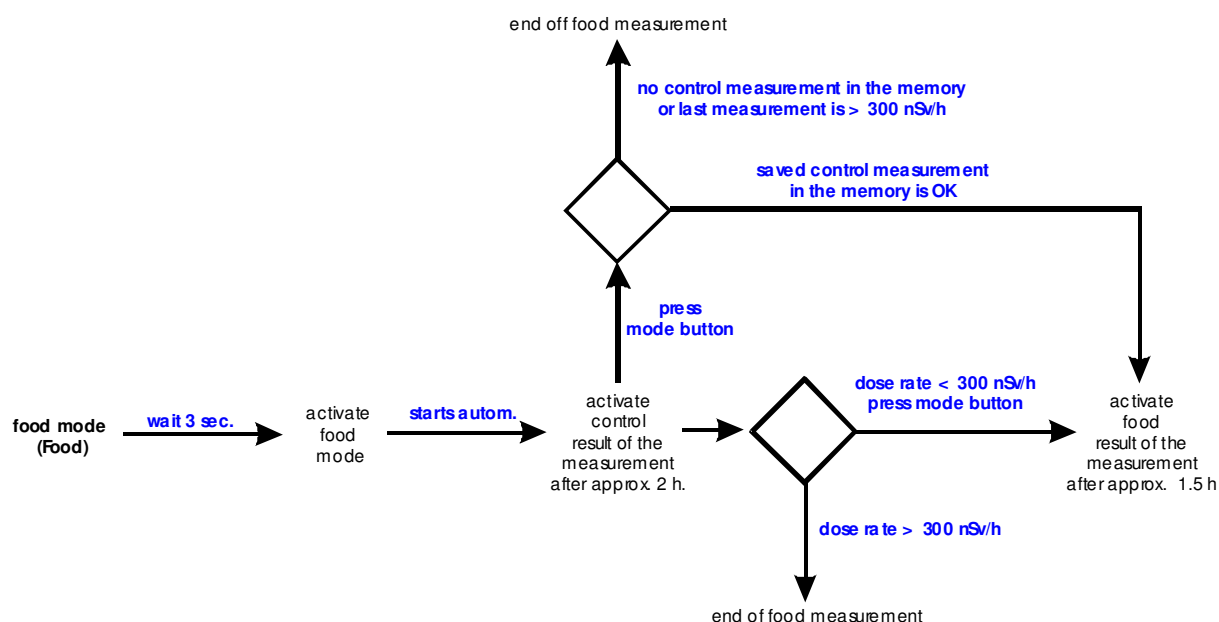 end off food measurement
no control measurement in the memory
or last measurement is > 300 nSv/h
saved control measurement
in the memory is OK
press
mode button
food mode
(Food)
wait 3 sec.
activate
food
mode
starts autom.
activate
control
result of the
measurement
after approx. 2 h.
dose rate < 300 nSv/h
press mode button
activate
food
result of the
measurement
after approx. 1.5 h
dose rate > 300 nSv/h
end of food measurement